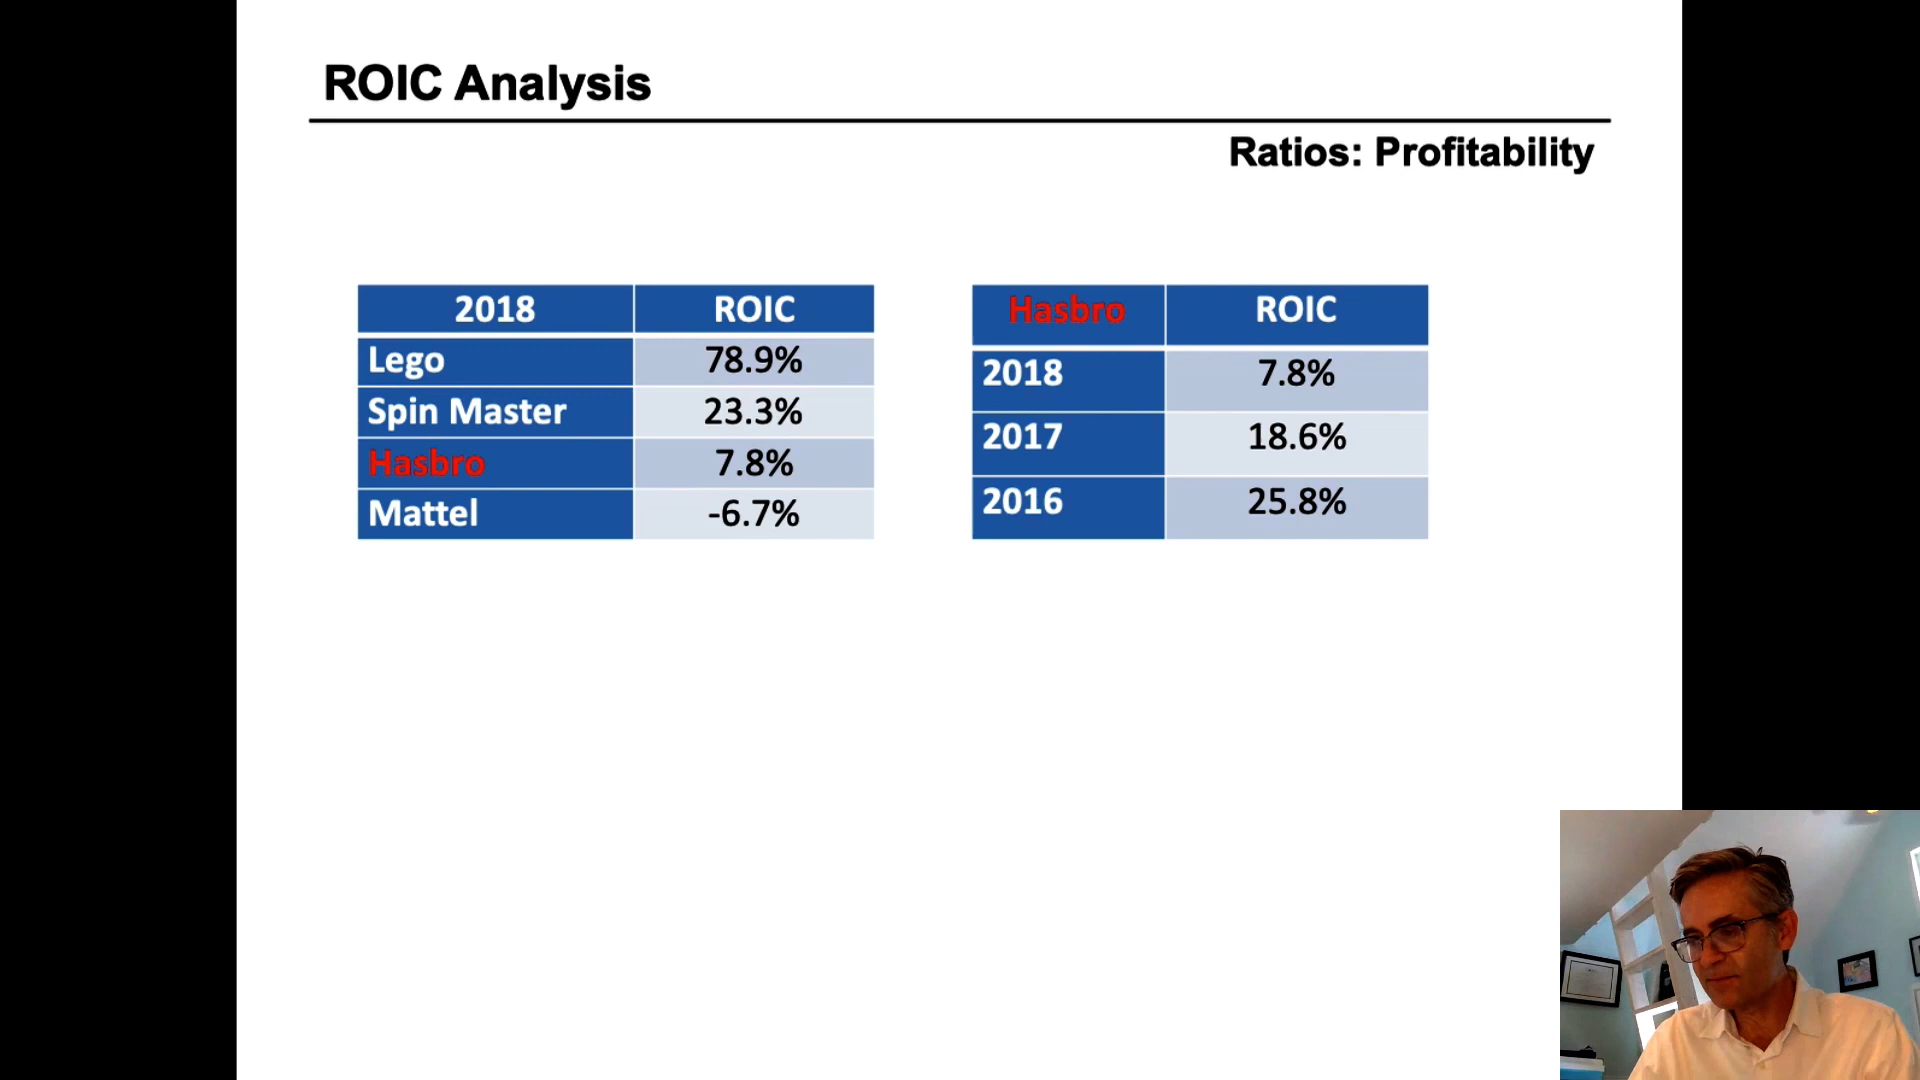 ROIC Analysis
Ratios: Profitability
2018 ROIC
Lego 78.9%
Spin Master 23.3%
Hasbro 7.8%
Mattel -6.7%
Hasbro ROIC
2018 7.8%
2017 18.6%
2016 25.8%